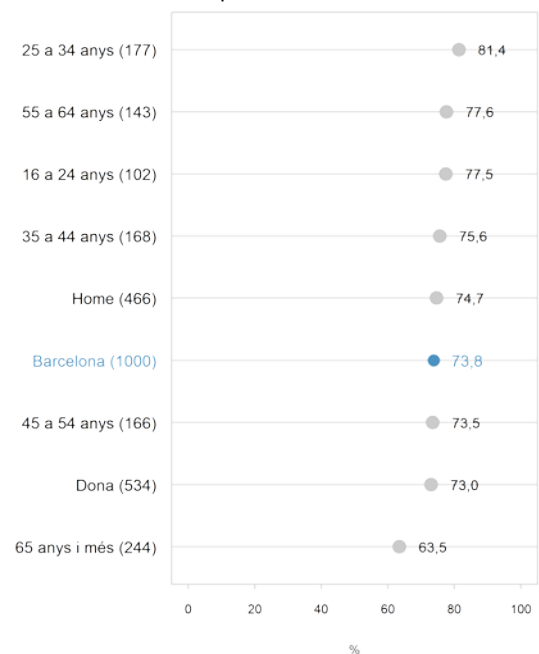 25 a 34 anys (177) 81,4
55 a 64 anys (143) 77,6
16 a 24 anys (102) 77,5
35 a 44 anys (168) 75,6
Home (466) 74,7
Barcelona (1000) 73,8
45 a 54 anys (166) 73,5
Dona (534) 73,0
65 anys i més (244) 63,5
0 20 40 60 80 100
%